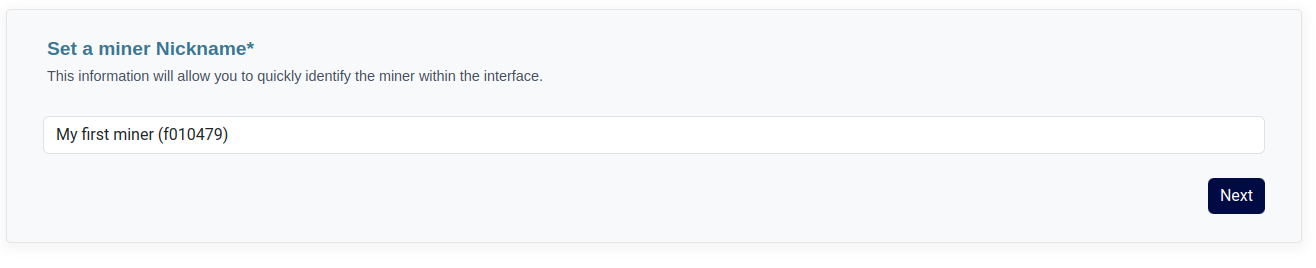 Set a miner Nickname*
This information will allow you to quickly identify the miner within the interface.
My first miner (f010479)
Next